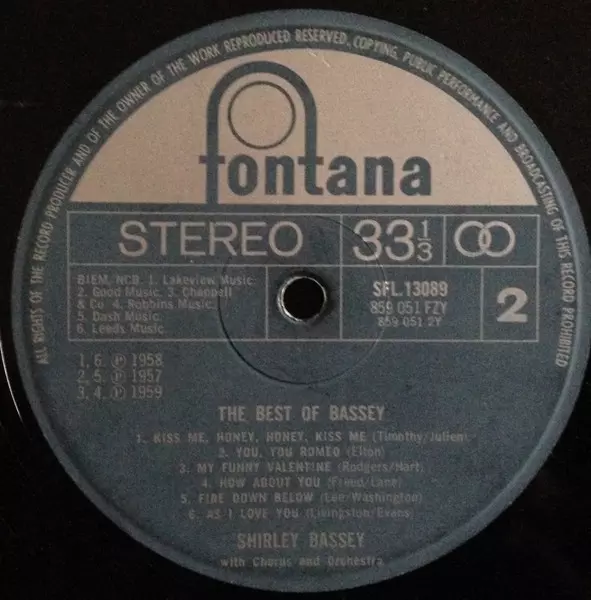 ALL RIGHTS OF THE RECORD PRODUCER AND OF THE OWNER OF THE WORK REPRODUCED RESERVED, COPYING, PUBLIC PERFORMANCE AND BROADCASTING OF THIS RECORD PROHIBITED
fontana
STEREO 33⅓
BIEM, NCB. 1. Lakeview Music.
2. Good Music. 3. Chappell
& Co 4. Robbins Music.
5. Dash Music.
6. Leeds Music.
SFL.13089
859 051 FZY
859 051 2Y
2
1, 6. ℗ 1958
2, 5. ℗ 1957
3, 4. ℗ 1959
THE BEST OF BASSEY
1. KISS ME, HONEY, HONEY, KISS ME (Timothy/Julien)
2. YOU, YOU ROMEO (Elton)
3. MY FUNNY VALENTINE (Rodgers/Hart)
4. HOW ABOUT YOU (Freed/Lane)
5. FIRE DOWN BELOW (Lee/Washington)
6. AS I LOVE YOU (Livingston/Evans)
SHIRLEY BASSEY
with Chorus and Orchestra